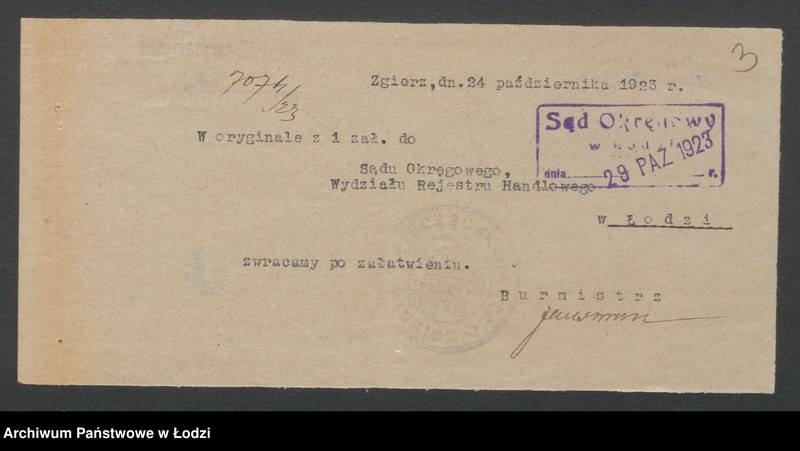 3
Zgierz, dn. 24 października 1923 r.
7074/23
W oryginale z 1 zał. do
Sąd Okręgowy
w Łodzi
dnia 29 PAŹ 1923 r.
Sądu Okręgowego,
Wydziału Rejestru Handlowego
w Łodzi
zwracamy po załatwieniu.
Burmistrz
Archiwum Państwowe w Łodzi